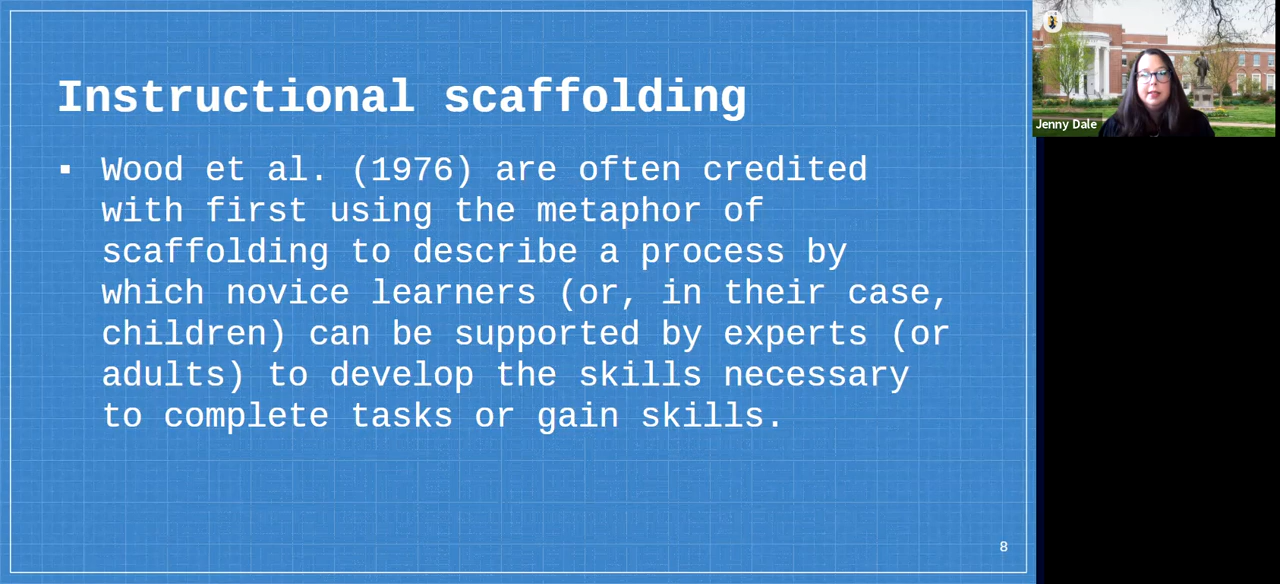 Instructional scaffolding
▪ Wood et al. (1976) are often credited
with first using the metaphor of
scaffolding to describe a process by
which novice learners (or, in their case,
children) can be supported by experts (or
adults) to develop the skills necessary
to complete tasks or gain skills.
8
Jenny Dale